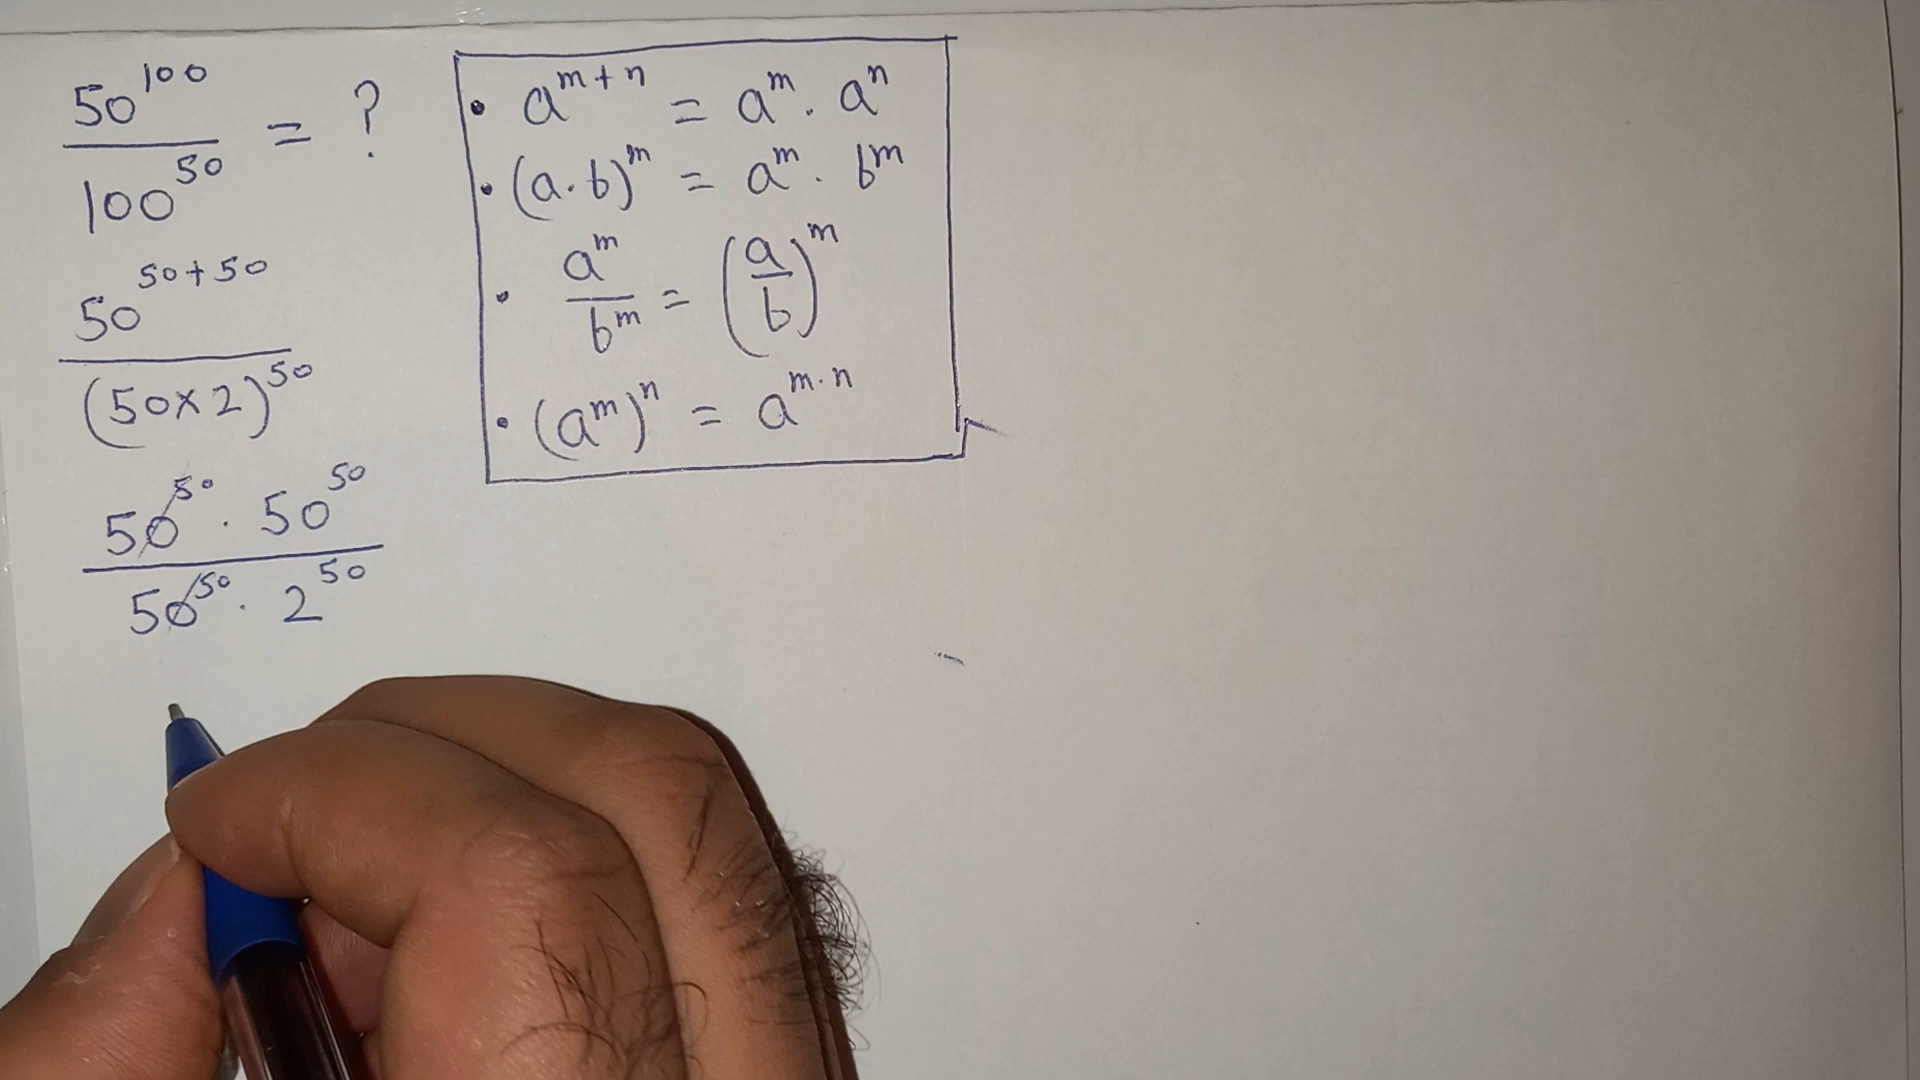 50^100 / 100^50 = ?
50^(50+50) / (50×2)^50
50^50 · 50^50 / 50^50 · 2^50
• a^(m+n) = a^m · a^n
• (a·b)^m = a^m · b^m
• a^m / b^m = (a/b)^m
• (a^m)^n = a^(m·n)